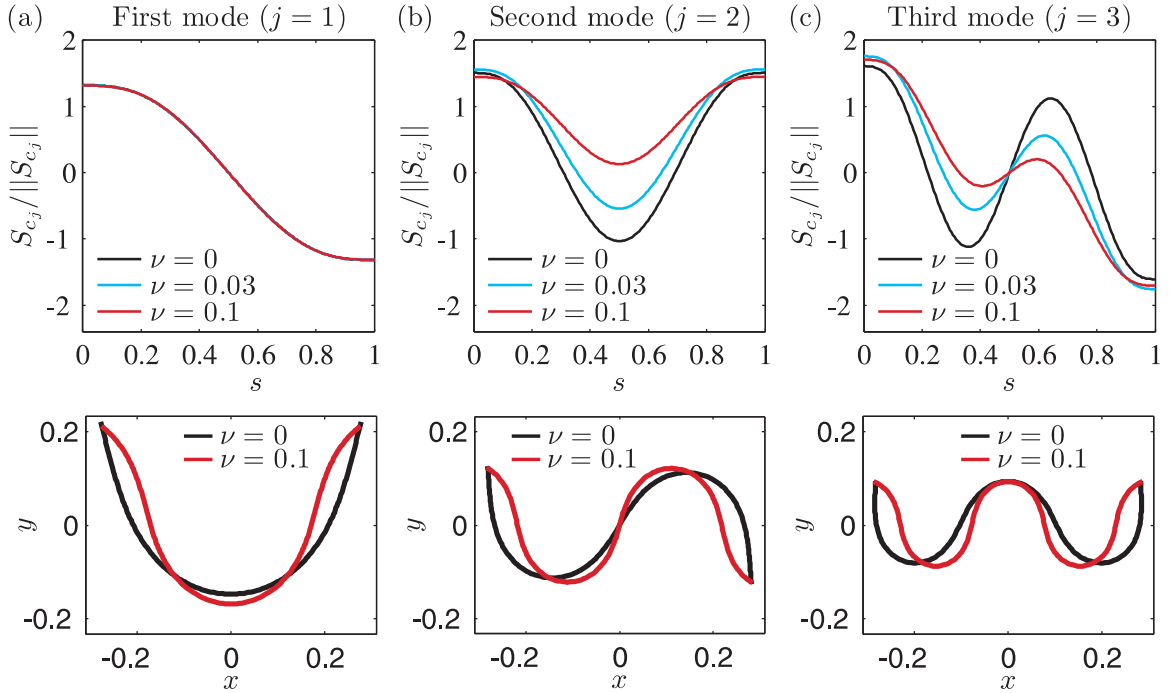 (a) First mode (j = 1)
2
1
0
-1
-2
S_{c_j}/||S_{c_j}||
ν = 0
ν = 0.03
ν = 0.1
0 0.2 0.4 0.6 0.8 1
s
(b) Second mode (j = 2)
2
1
0
-1
-2
S_{c_j}/||S_{c_j}||
ν = 0
ν = 0.03
ν = 0.1
0 0.2 0.4 0.6 0.8 1
s
(c) Third mode (j = 3)
2
1
0
-1
-2
S_{c_j}/||S_{c_j}||
ν = 0
ν = 0.03
ν = 0.1
0 0.2 0.4 0.6 0.8 1
s
0.2
0
-0.2
y
ν = 0
ν = 0.1
-0.2 0 0.2
x
0.2
0
-0.2
y
ν = 0
ν = 0.1
-0.2 0 0.2
x
0.2
0
-0.2
y
ν = 0
ν = 0.1
-0.2 0 0.2
x